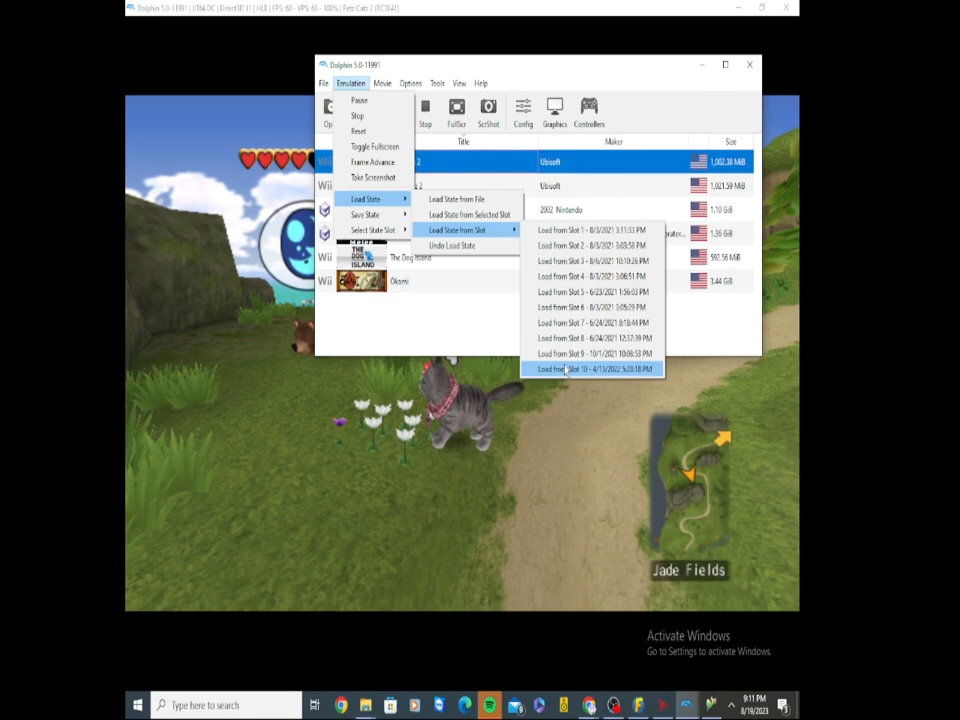 Dolphin 5.0-11991 | JIT64 DC | Direct3D 11 | HLE | FPS: 60 - VPS: 60 - 100% | Petz Catz 2 (RC3E41)
Dolphin 5.0-11991
File Emulation Movie Options Tools View Help
Pause
Stop
Reset
Toggle Fullscreen
Frame Advance
Take Screenshot
Load State
Save State
Select State Slot
Stop FullScr ScrShot Config Graphics Controllers
Title Maker Size
2 Ubisoft 1,002.38 MiB
2 Ubisoft 1,021.59 MiB
2002 Nintendo 1.10 GiB
1.36 GiB
Wii The Dog Island 592.56 MiB
Wii Okami 3.44 GiB
THE DOG ISLAND
OKAMI
Load State from File
Load State from Selected Slot
Load State from Slot
Undo Load State
Load from Slot 1 - 8/3/2021 3:11:33 PM
Load from Slot 2 - 8/3/2021 3:03:58 PM
Load from Slot 3 - 8/6/2021 10:10:26 PM
Load from Slot 4 - 8/3/2021 3:06:51 PM
Load from Slot 5 - 6/23/2021 1:56:03 PM
Load from Slot 6 - 8/3/2021 3:05:29 PM
Load from Slot 7 - 6/24/2021 8:18:44 PM
Load from Slot 8 - 6/24/2021 12:37:39 PM
Load from Slot 9 - 10/1/2021 10:08:53 PM
Load from Slot 10 - 4/13/2022 5:28:18 PM
Jade Fields
Activate Windows
Go to Settings to activate Windows.
Type here to search
9:11 PM
8/19/2023